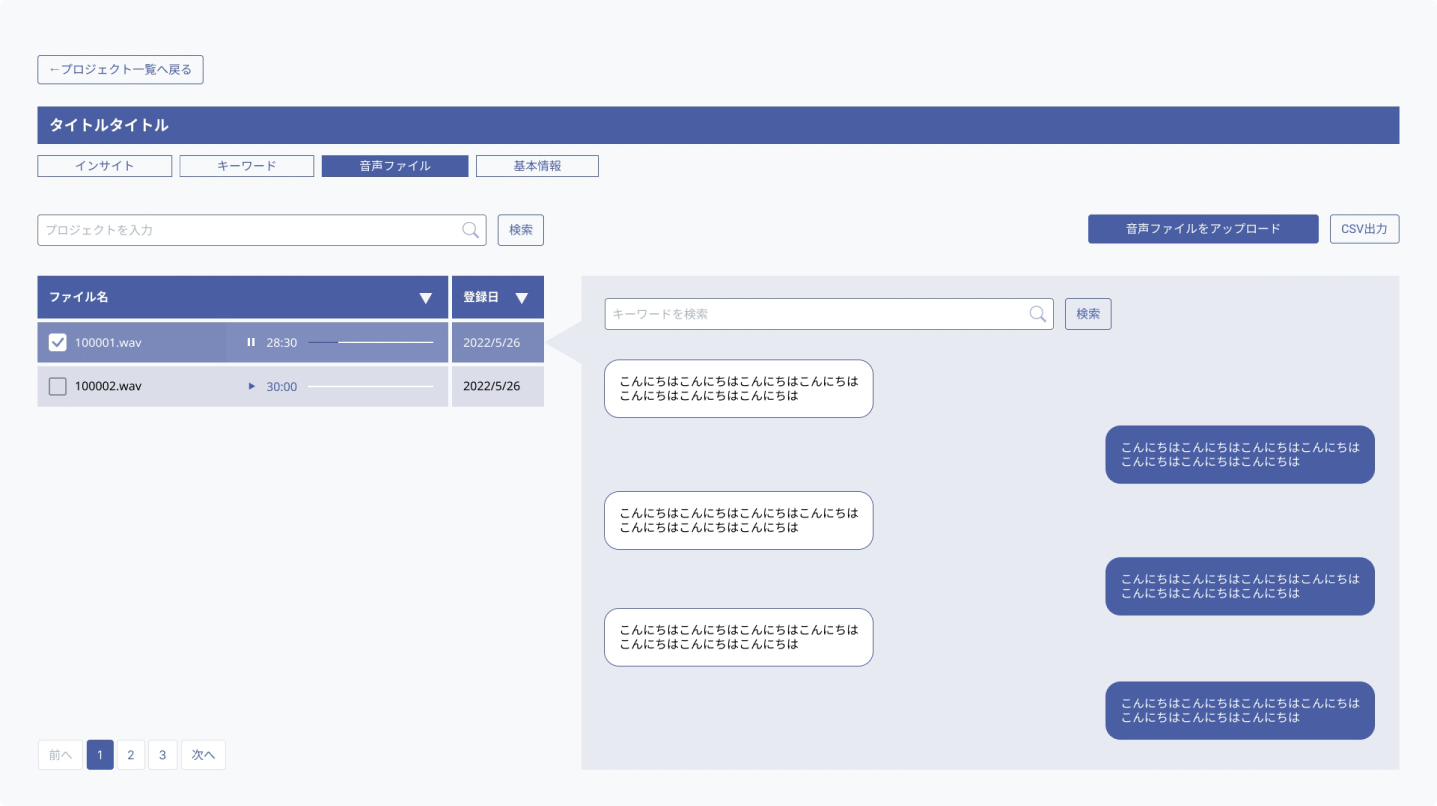 ←プロジェクト一覧へ戻る
タイトルタイトル
インサイト
キーワード
音声ファイル
基本情報
プロジェクトを入力
検索
音声ファイルをアップロード
CSV出力
ファイル名 ▼
登録日 ▼
100001.wav
28:30
2022/5/26
100002.wav
30:00
2022/5/26
キーワードを検索
検索
こんにちはこんにちはこんにちはこんにちは
こんにちはこんにちはこんにちは
こんにちはこんにちはこんにちはこんにちは
こんにちはこんにちはこんにちは
こんにちはこんにちはこんにちはこんにちは
こんにちはこんにちはこんにちは
こんにちはこんにちはこんにちはこんにちは
こんにちはこんにちはこんにちは
こんにちはこんにちはこんにちはこんにちは
こんにちはこんにちはこんにちは
こんにちはこんにちはこんにちはこんにちは
こんにちはこんにちはこんにちは
前へ
1
2
3
次へ